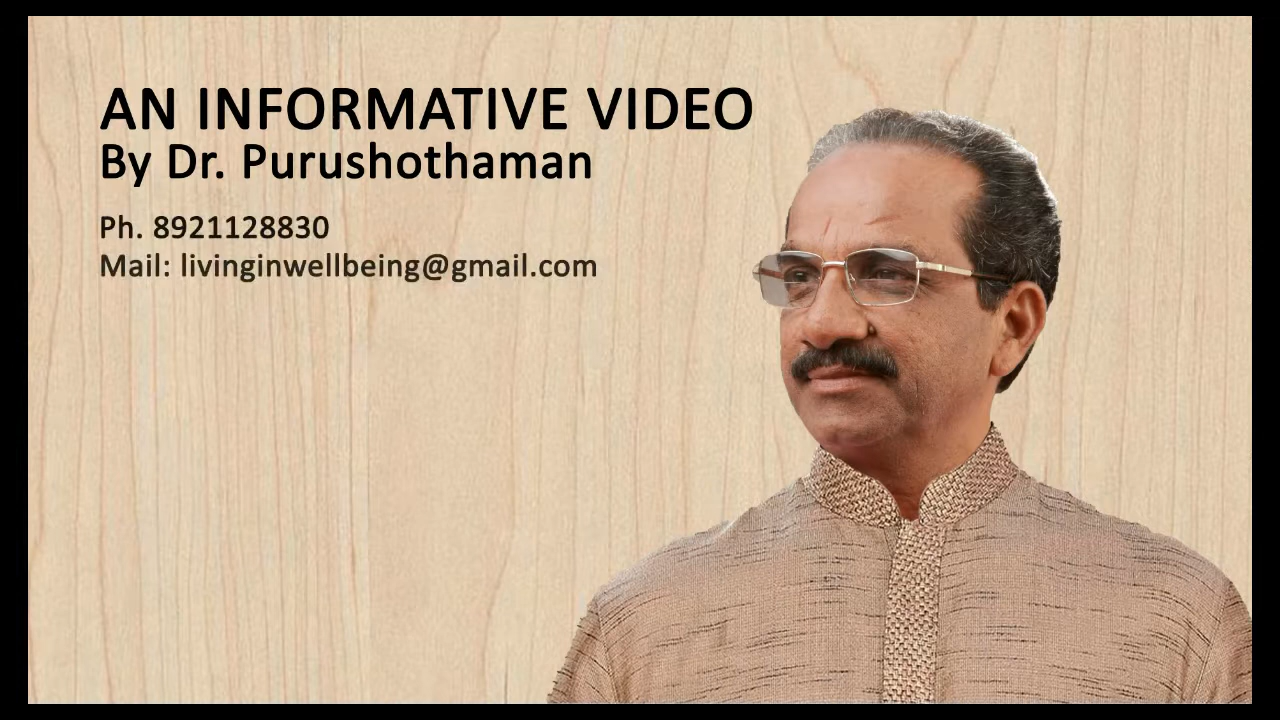 AN INFORMATIVE VIDEO
By Dr. Purushothaman
Ph. 8921128830
Mail: livinginwellbeing@gmail.com